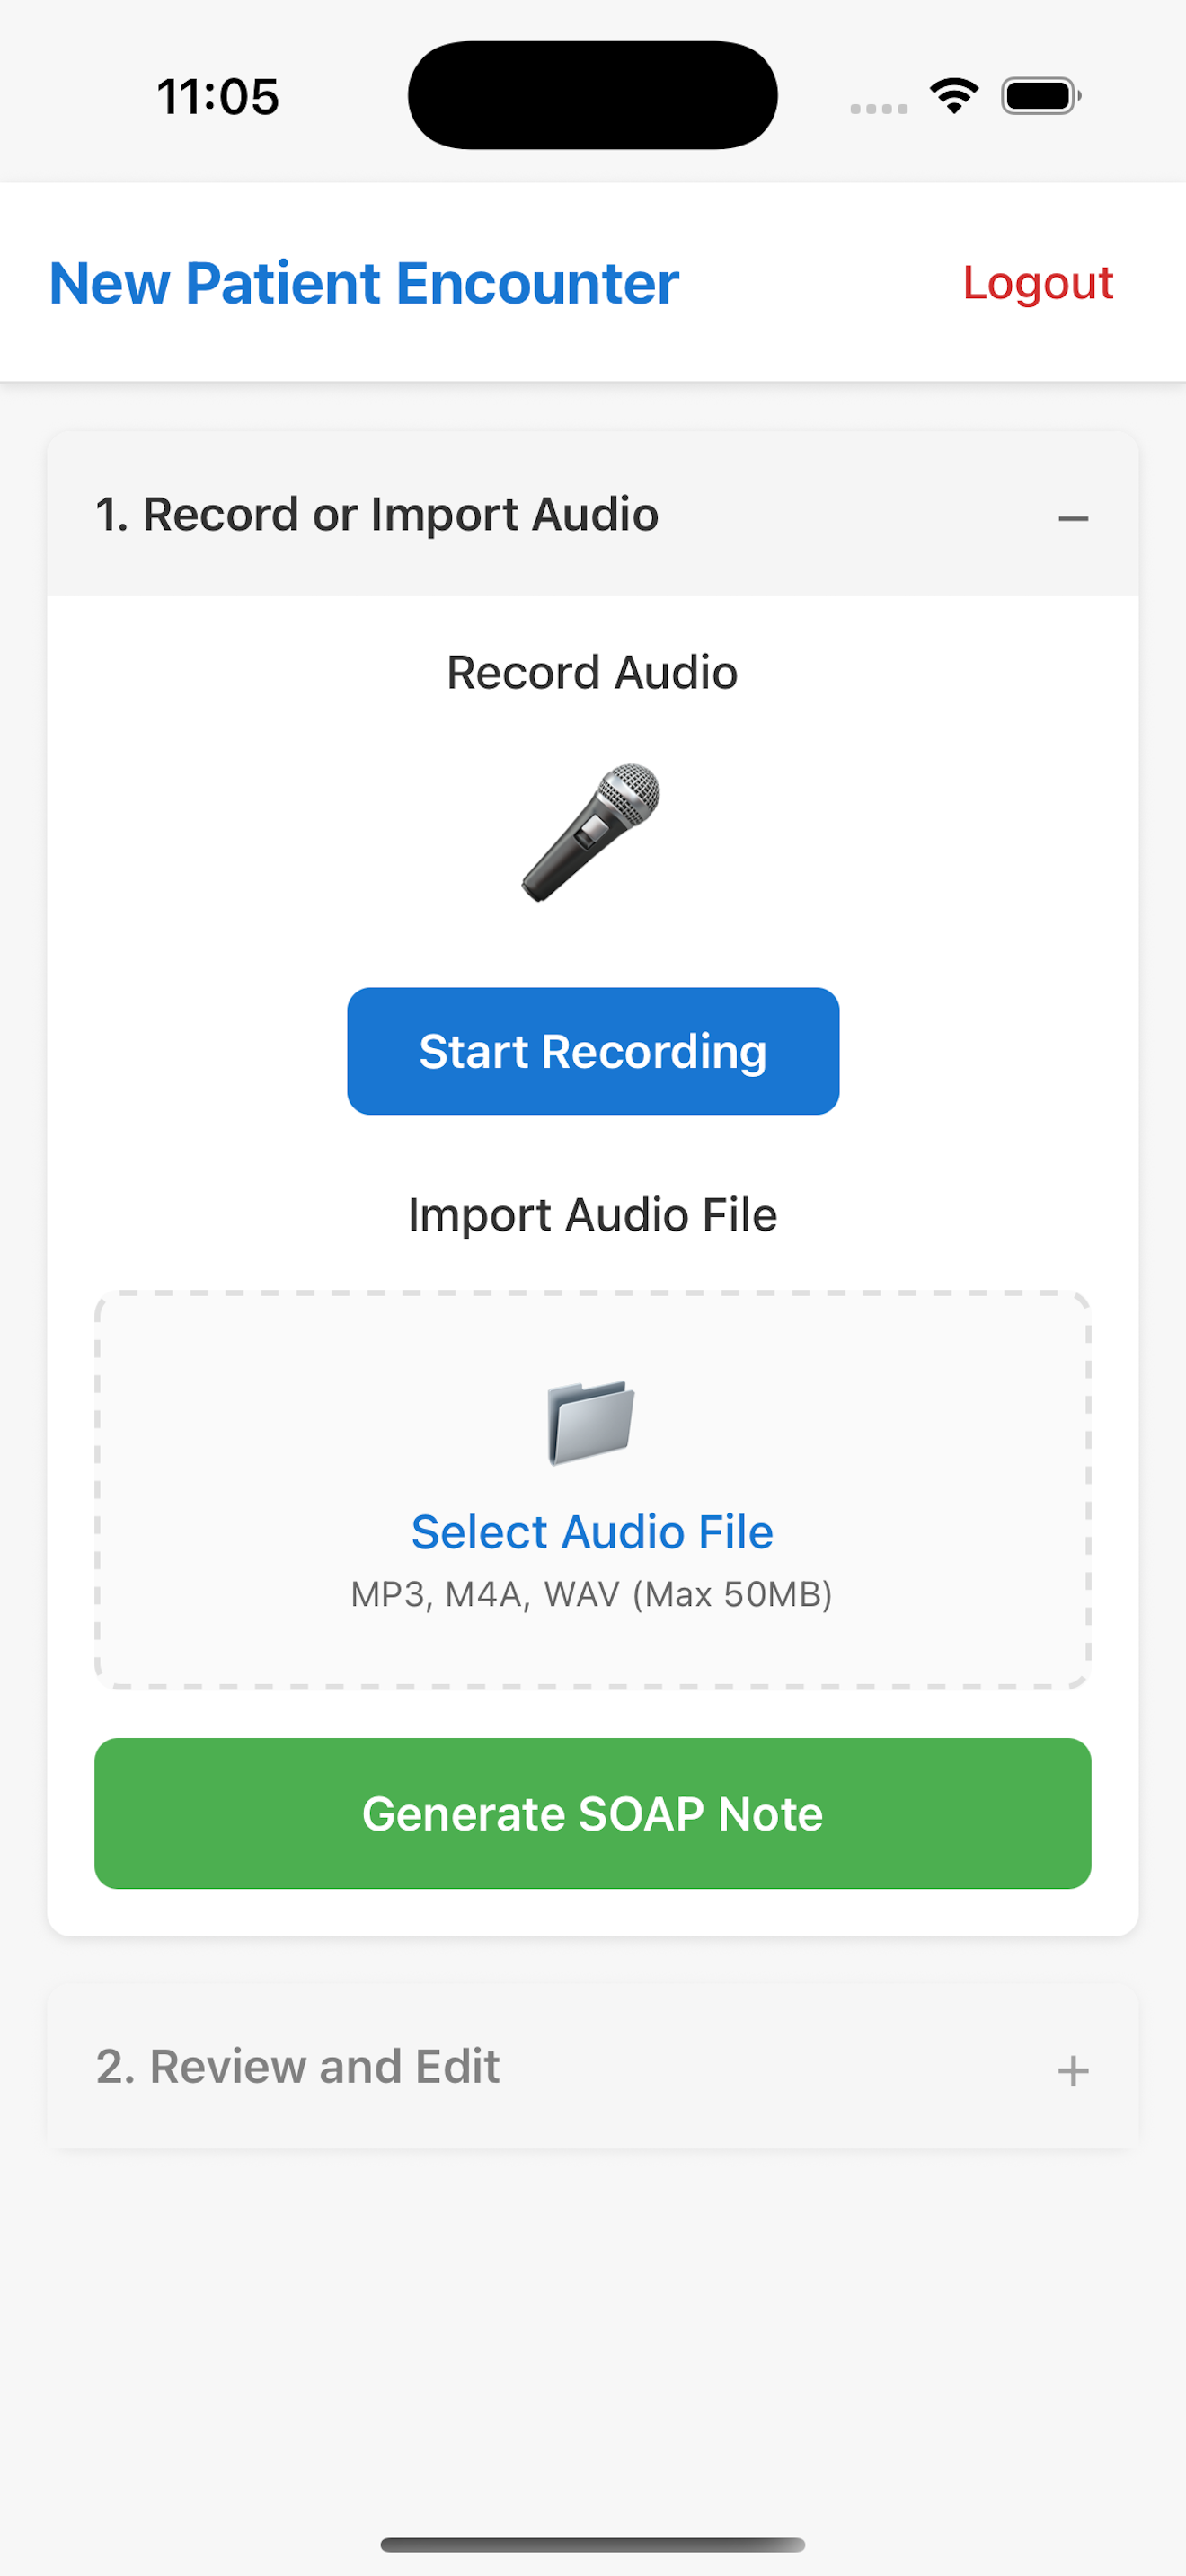 11:05
New Patient Encounter
Logout
1. Record or Import Audio
Record Audio
Start Recording
Import Audio File
Select Audio File
MP3, M4A, WAV (Max 50MB)
Generate SOAP Note
2. Review and Edit